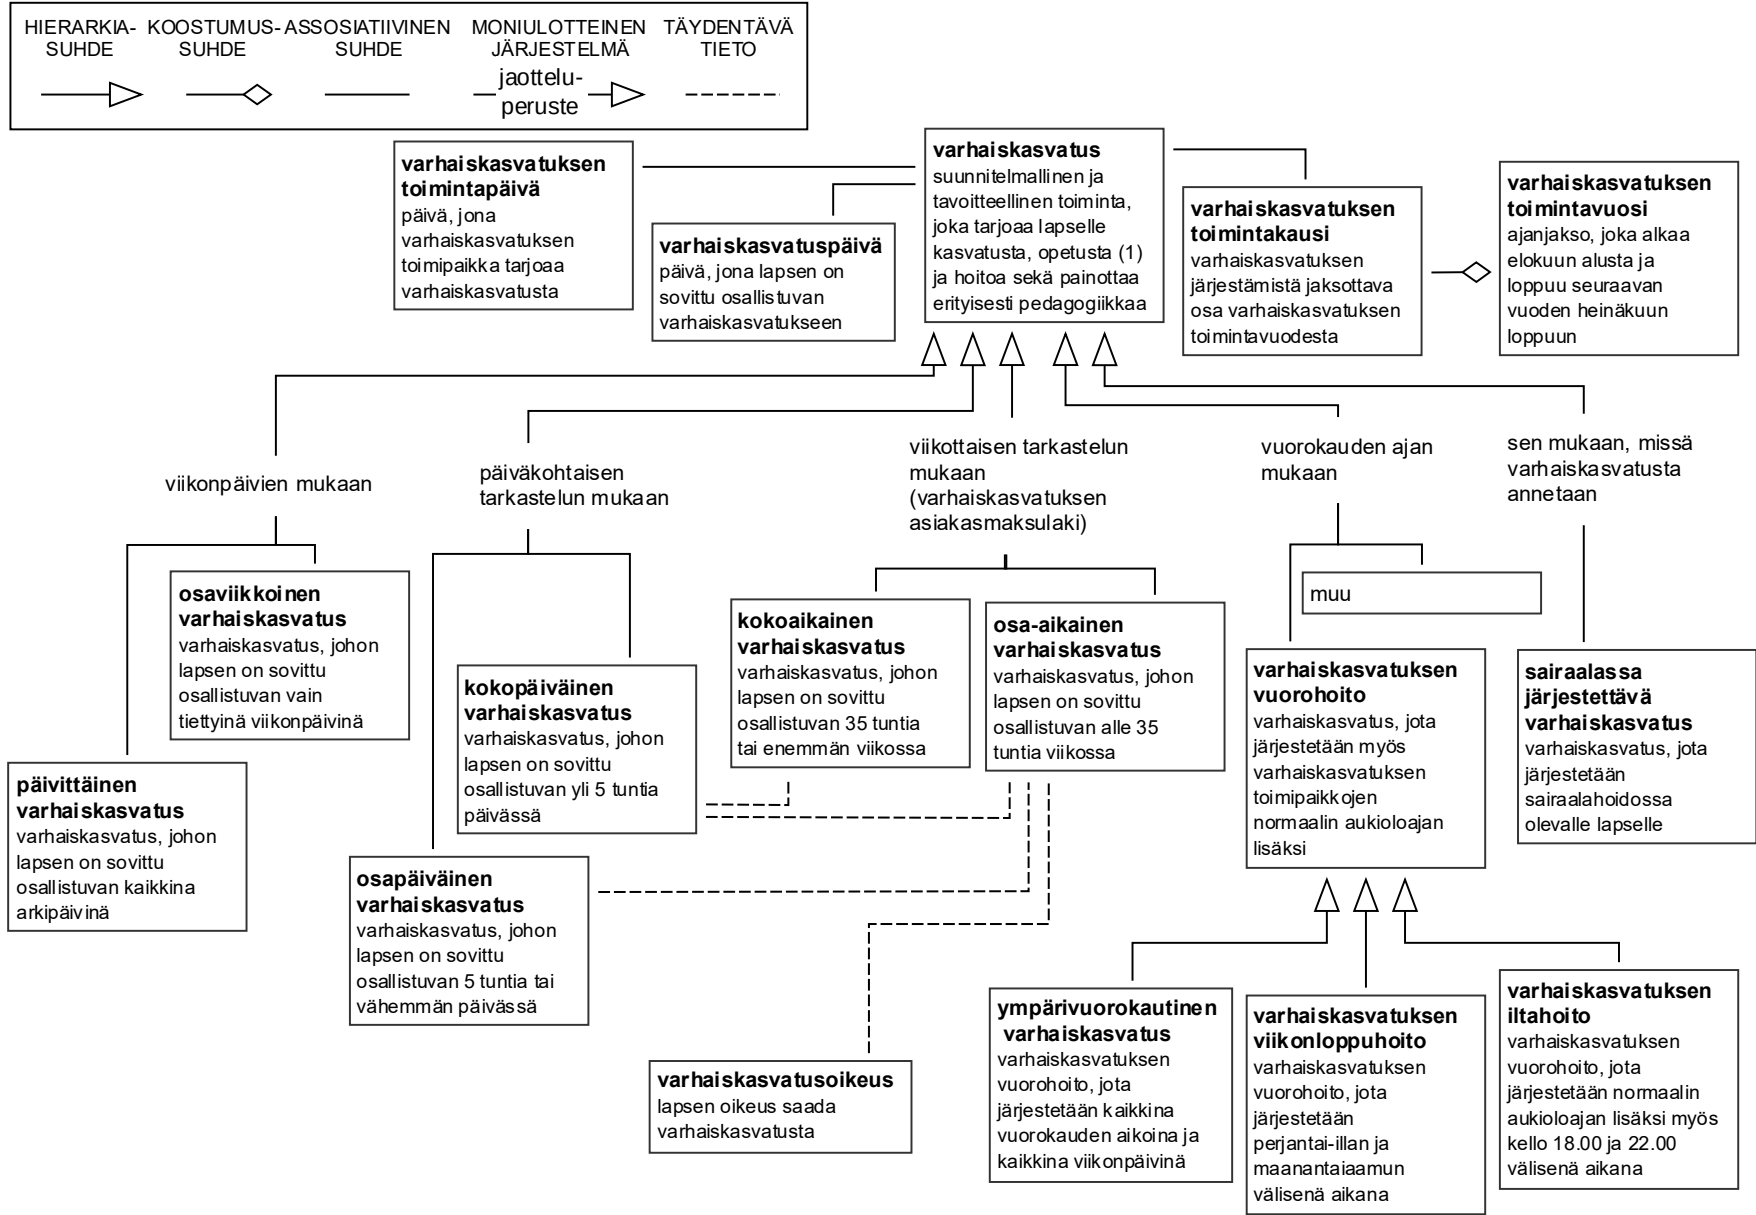 HIERARKIA-
SUHDE
KOOSTUMUS-
SUHDE
ASSOSIATIIVINEN
SUHDE
MONIULOTTEINEN
JÄRJESTELMÄ
jaottelu-
peruste
TÄYDENTÄVÄ
TIETO
varhaiskasvatuksen
toimintapäivä
päivä, jona
varhaiskasvatuksen
toimipaikka tarjoaa
varhaiskasvatusta
varhaiskasvatuspäivä
päivä, jona lapsen on
sovittu osallistuvan
varhaiskasvatukseen
varhaiskasvatus
suunnitelmallinen ja
tavoitteellinen toiminta,
joka tarjoaa lapselle
kasvatusta, opetusta (1)
ja hoitoa sekä painottaa
erityisesti pedagogiikkaa
varhaiskasvatuksen
toimintakausi
varhaiskasvatuksen
järjestämistä jaksottava
osa varhaiskasvatuksen
toimintavuodesta
varhaiskasvatuksen
toimintavuosi
ajanjakso, joka alkaa
elokuun alusta ja
loppuu seuraavan
vuoden heinäkuun
loppuun
viikonpäivien mukaan
päiväkohtaisen
tarkastelun mukaan
viikottaisen tarkastelun
mukaan
(varhaiskasvatuksen
asiakasmaksulaki)
vuorokauden ajan
mukaan
sen mukaan, missä
varhaiskasvatusta
annetaan
osaviikkoinen
varhaiskasvatus
varhaiskasvatus, johon
lapsen on sovittu
osallistuvan vain
tiettyinä viikonpäivinä
päivittäinen
varhaiskasvatus
varhaiskasvatus, johon
lapsen on sovittu
osallistuvan kaikkina
arkipäivinä
kokopäiväinen
varhaiskasvatus
varhaiskasvatus, johon
lapsen on sovittu
osallistuvan yli 5 tuntia
päivässä
osapäiväinen
varhaiskasvatus
varhaiskasvatus, johon
lapsen on sovittu
osallistuvan 5 tuntia tai
vähemmän päivässä
kokoaikainen
varhaiskasvatus
varhaiskasvatus, johon
lapsen on sovittu
osallistuvan 35 tuntia
tai enemmän viikossa
osa-aikainen
varhaiskasvatus
varhaiskasvatus, johon
lapsen on sovittu
osallistuvan alle 35
tuntia viikossa
muu
varhaiskasvatuksen
vuorohoito
varhaiskasvatus, jota
järjestetään myös
varhaiskasvatuksen
toimipaikkojen
normaalin aukioloajan
lisäksi
sairaalassa
järjestettävä
varhaiskasvatus
varhaiskasvatus, jota
järjestetään
sairaalahoidossa
olevalle lapselle
varhaiskasvatusoikeus
lapsen oikeus saada
varhaiskasvatusta
ympärivuorokautinen
varhaiskasvatus
varhaiskasvatuksen
vuorohoito, jota
järjestetään kaikkina
vuorokauden aikoina ja
kaikkina viikonpäivinä
varhaiskasvatuksen
viikonloppuhoito
varhaiskasvatuksen
vuorohoito, jota
järjestetään
perjantai-illan ja
maanantaiaamun
välisenä aikana
varhaiskasvatuksen
iltahoito
varhaiskasvatuksen
vuorohoito, jota
järjestetään normaalin
aukioloajan lisäksi myös
kello 18.00 ja 22.00
välisenä aikana